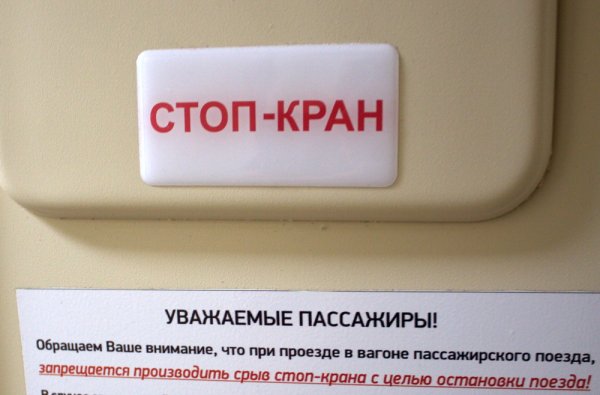 СТОП-КРАН
УВАЖАЕМЫЕ ПАССАЖИРЫ!
Обращаем Ваше внимание, что при проезде в вагоне пассажирского поезда,
запрещается производить срыв стоп-крана с целью остановки поезда!